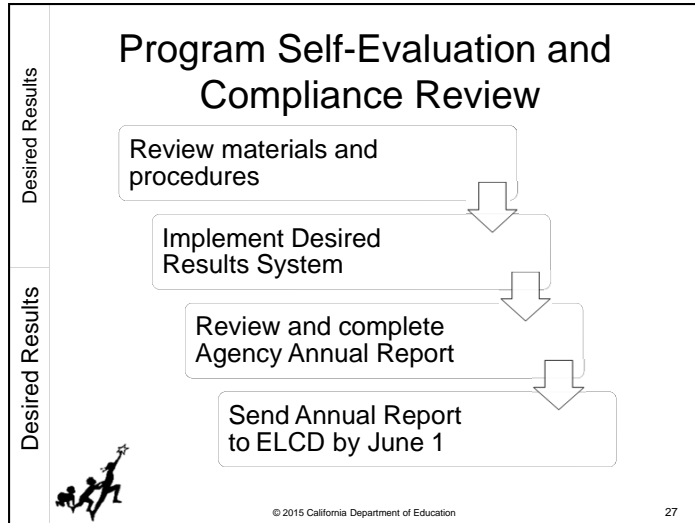 Program Self-Evaluation and
Compliance Review
Desired Results
Desired Results
Review materials and
procedures
Implement Desired
Results System
Review and complete
Agency Annual Report
Send Annual Report
to ELCD by June 1
© 2015 California Department of Education
27